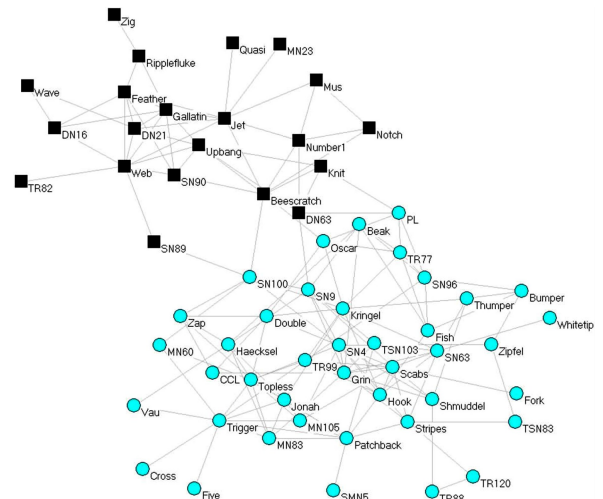 Zig
Quasi
MN23
Ripplefluke
Mus
Wave
Feather
Gallatin
Jet
Notch
DN16
DN21
Upbang
Number1
Web
SN90
Knit
TR82
Beescratch
DN63
PL
Beak
SN89
Oscar
TR77
SN100
SN96
SN9
Thumper
Bumper
Zap
Double
Kringel
Whitetip
Fish
MN60
Haecksel
SN4
TSN103
SN63
Zipfel
CCL
TR99
Grin
Scabs
Topless
Vau
Jonah
Hook
Shmuddel
Fork
Trigger
MN105
Stripes
TSN83
MN83
Patchback
Cross
TR120
Five
SMN5
TR88